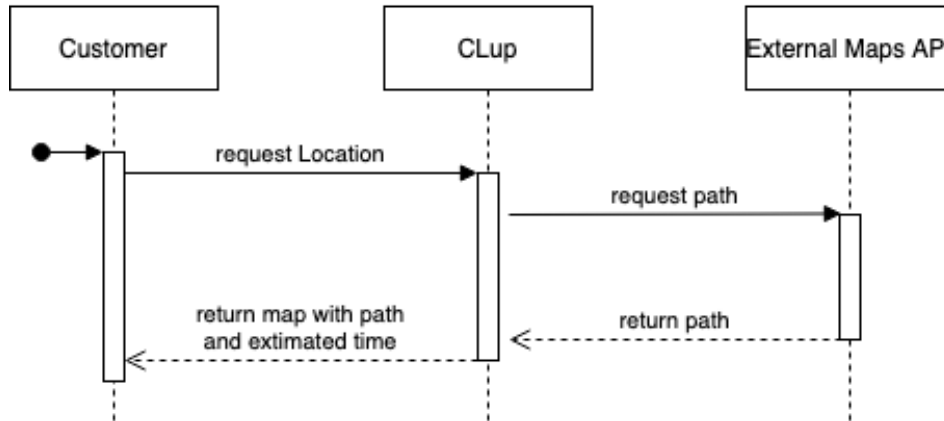 Customer
CLup
External Maps AP
request Location
request path
return map with path
and extimated time
return path